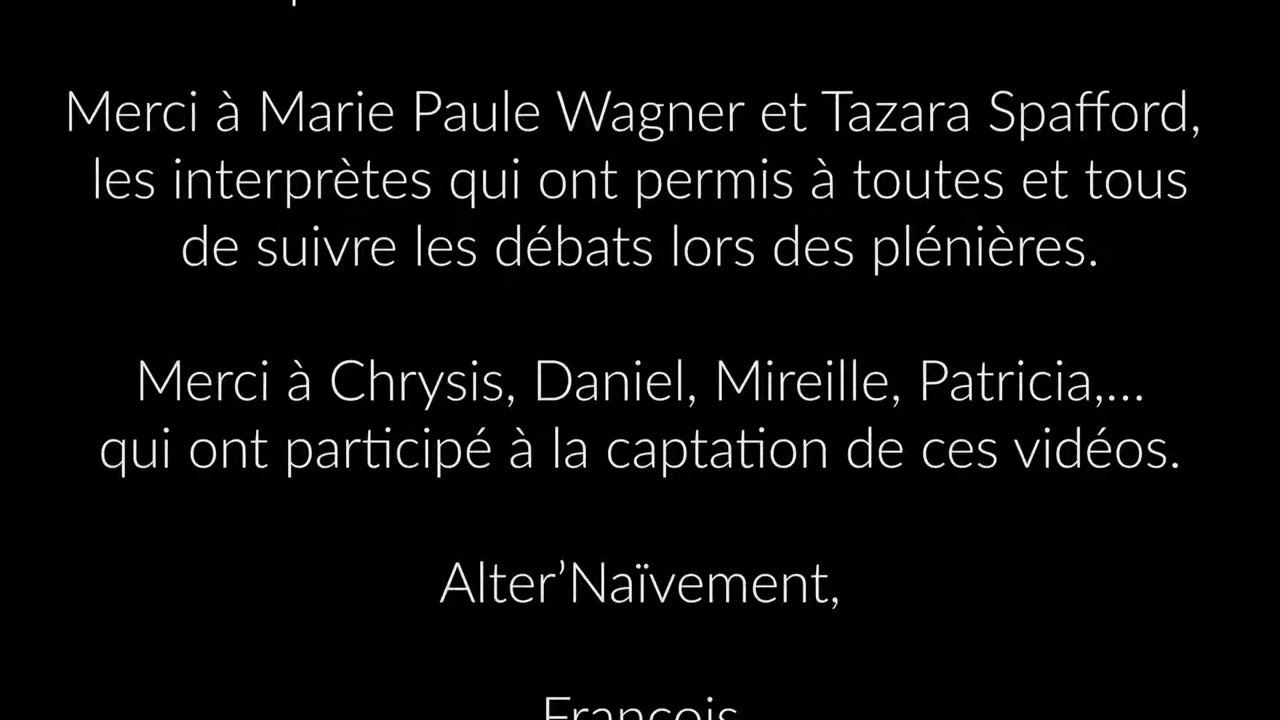 Merci à Marie Paule Wagner et Tazara Spafford,
les interprètes qui ont permis à toutes et tous
de suivre les débats lors des plénières.
Merci à Chrysis, Daniel, Mireille, Patricia,...
qui ont participé à la captation de ces vidéos.
Alter’Naïvement,
François